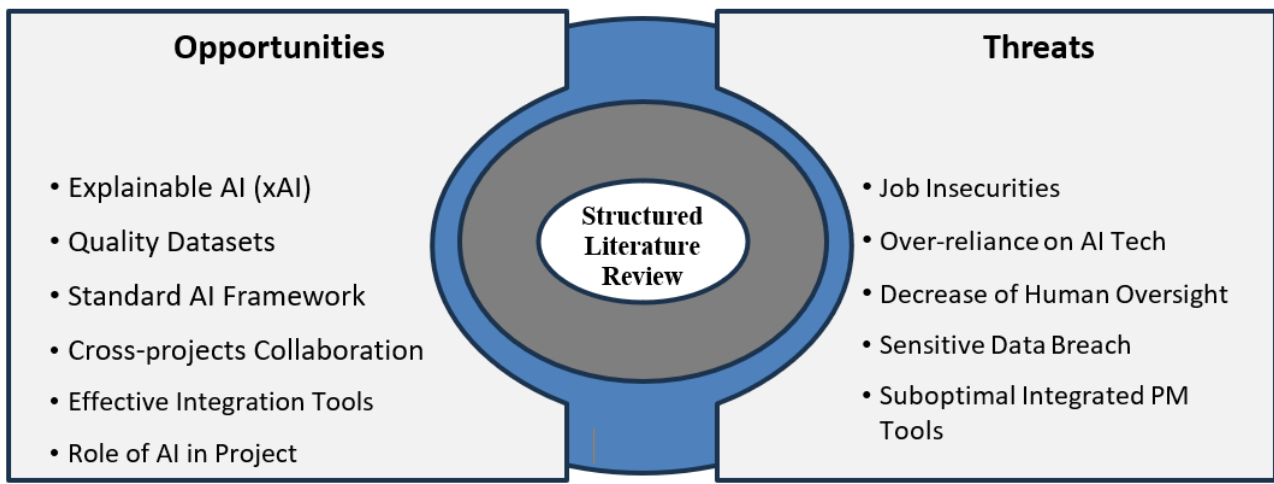 Opportunities
• Explainable AI (xAI)
• Quality Datasets
• Standard AI Framework
• Cross-projects Collaboration
• Effective Integration Tools
• Role of AI in Project
Structured
Literature
Review
Threats
• Job Insecurities
• Over-reliance on AI Tech
• Decrease of Human Oversight
• Sensitive Data Breach
• Suboptimal Integrated PM
Tools